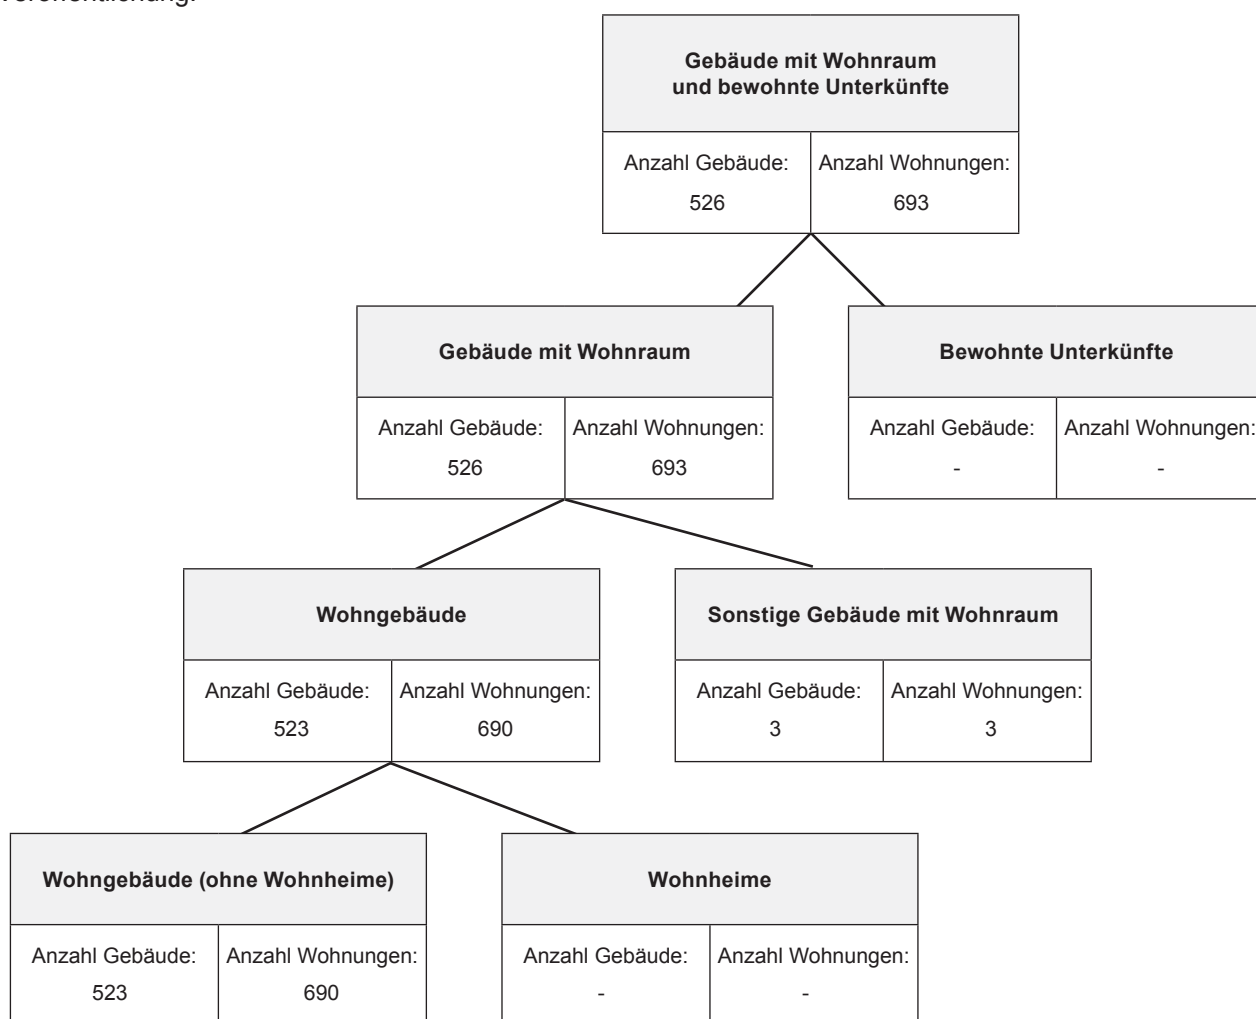 Veröffentlichung.
Gebäude mit Wohnraum
und bewohnte Unterkünfte
Anzahl Gebäude:
526
Anzahl Wohnungen:
693
Gebäude mit Wohnraum
Anzahl Gebäude:
526
Anzahl Wohnungen:
693
Bewohnte Unterkünfte
Anzahl Gebäude:
-
Anzahl Wohnungen:
-
Wohngebäude
Anzahl Gebäude:
523
Anzahl Wohnungen:
690
Sonstige Gebäude mit Wohnraum
Anzahl Gebäude:
3
Anzahl Wohnungen:
3
Wohngebäude (ohne Wohnheime)
Anzahl Gebäude:
523
Anzahl Wohnungen:
690
Wohnheime
Anzahl Gebäude:
-
Anzahl Wohnungen:
-